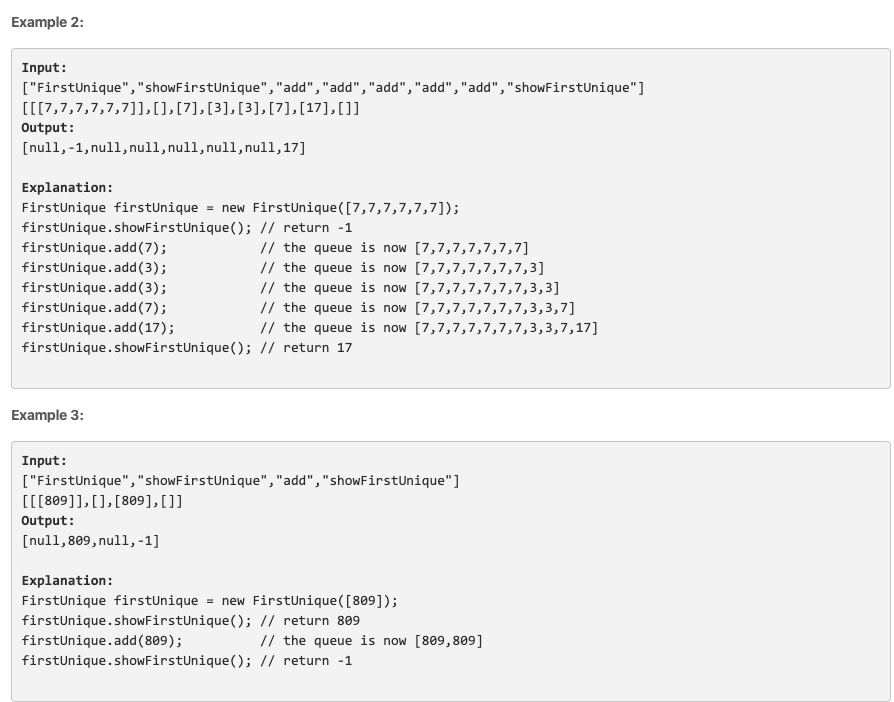 Example 2:
Input:
["FirstUnique","showFirstUnique","add","add","add","add","add","showFirstUnique"]
[[[7,7,7,7,7,7]],[],[7],[3],[3],[7],[17],[]]
Output:
[null,-1,null,null,null,null,null,17]
Explanation:
FirstUnique firstUnique = new FirstUnique([7,7,7,7,7,7]);
firstUnique.showFirstUnique(); // return -1
firstUnique.add(7);            // the queue is now [7,7,7,7,7,7,7]
firstUnique.add(3);            // the queue is now [7,7,7,7,7,7,7,3]
firstUnique.add(3);            // the queue is now [7,7,7,7,7,7,7,3,3]
firstUnique.add(7);            // the queue is now [7,7,7,7,7,7,7,3,3,7]
firstUnique.add(17);           // the queue is now [7,7,7,7,7,7,7,3,3,7,17]
firstUnique.showFirstUnique(); // return 17
Example 3:
Input:
["FirstUnique","showFirstUnique","add","showFirstUnique"]
[[[809]],[],[809],[]]
Output:
[null,809,null,-1]
Explanation:
FirstUnique firstUnique = new FirstUnique([809]);
firstUnique.showFirstUnique(); // return 809
firstUnique.add(809);          // the queue is now [809,809]
firstUnique.showFirstUnique(); // return -1